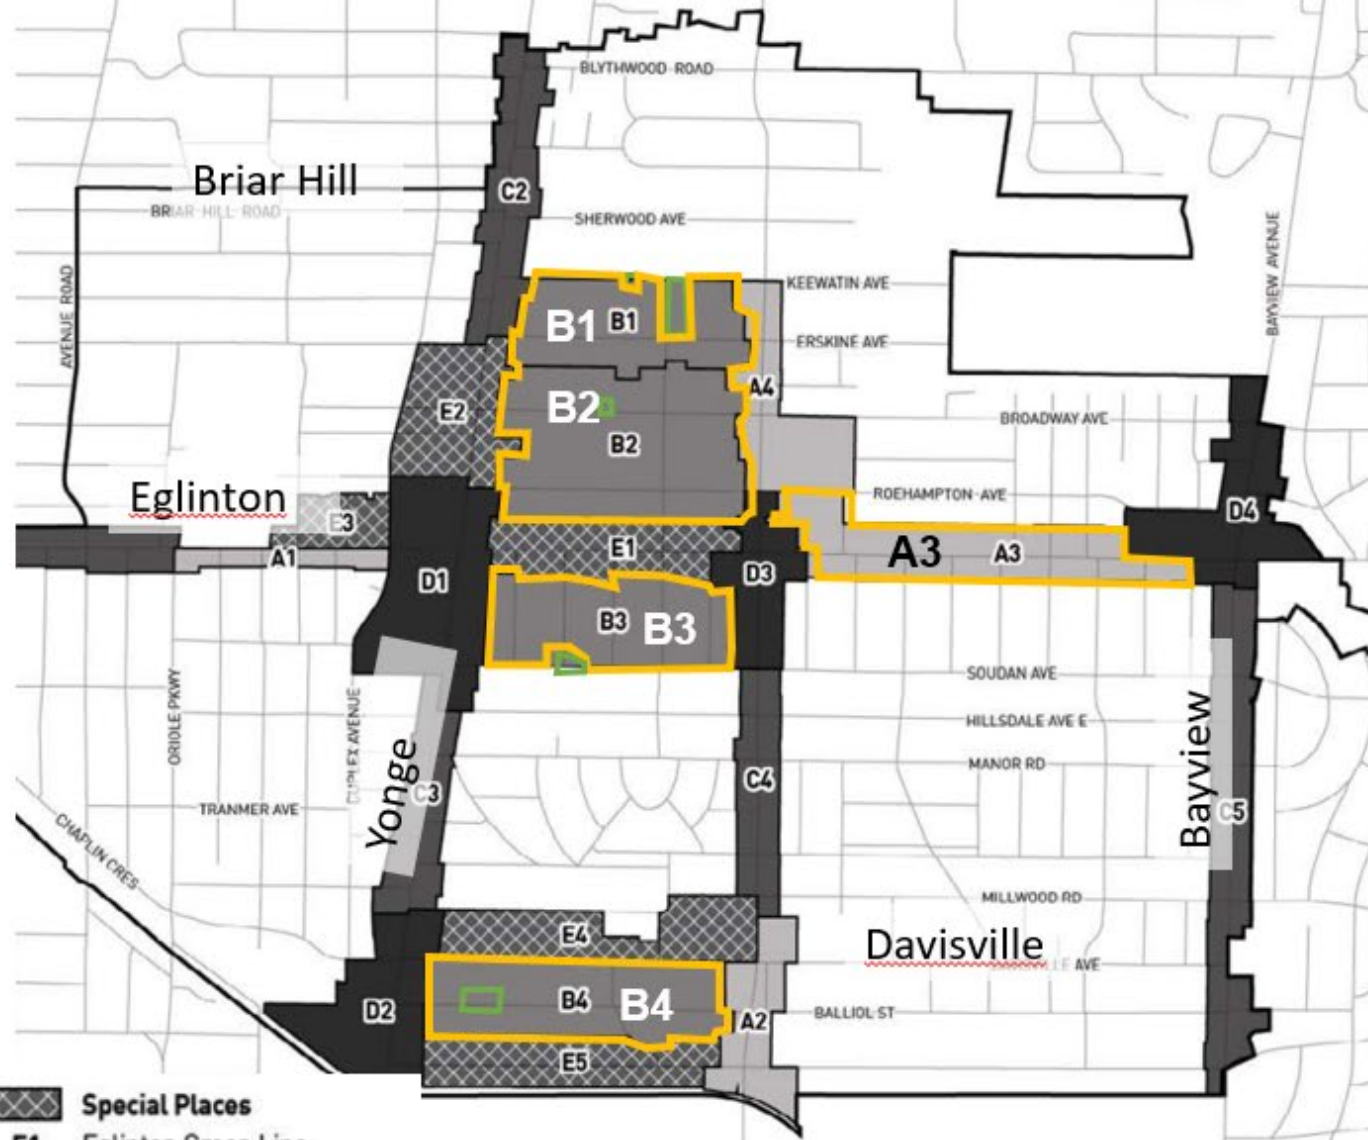 BLYTHWOOD ROAD
Briar Hill
C2
BRIAR HILL ROAD
SHERWOOD AVE
BAYVIEW AVENUE
AVENUE ROAD
KEEWATIN AVE
B1
B1
ERSKINE AVE
A4
E2
B2
B2
BROADWAY AVE
Eglinton
ROEHAMPTON AVE
E3
D4
E1
A3
A3
A1
D1
D3
B3
B3
SOUDAN AVE
ORIOLE PKWY
DUPLEX AVENUE
HILLSDALE AVE E
MANOR RD
Yonge
C3
C4
Bayview
C5
TRANMER AVE
CHAPLIN CRES
MILLWOOD RD
E4
Davisville
AVE
B4
B4
D2
A2
BALLIOL ST
E5
Special Places
E1 Eglinton Green Line